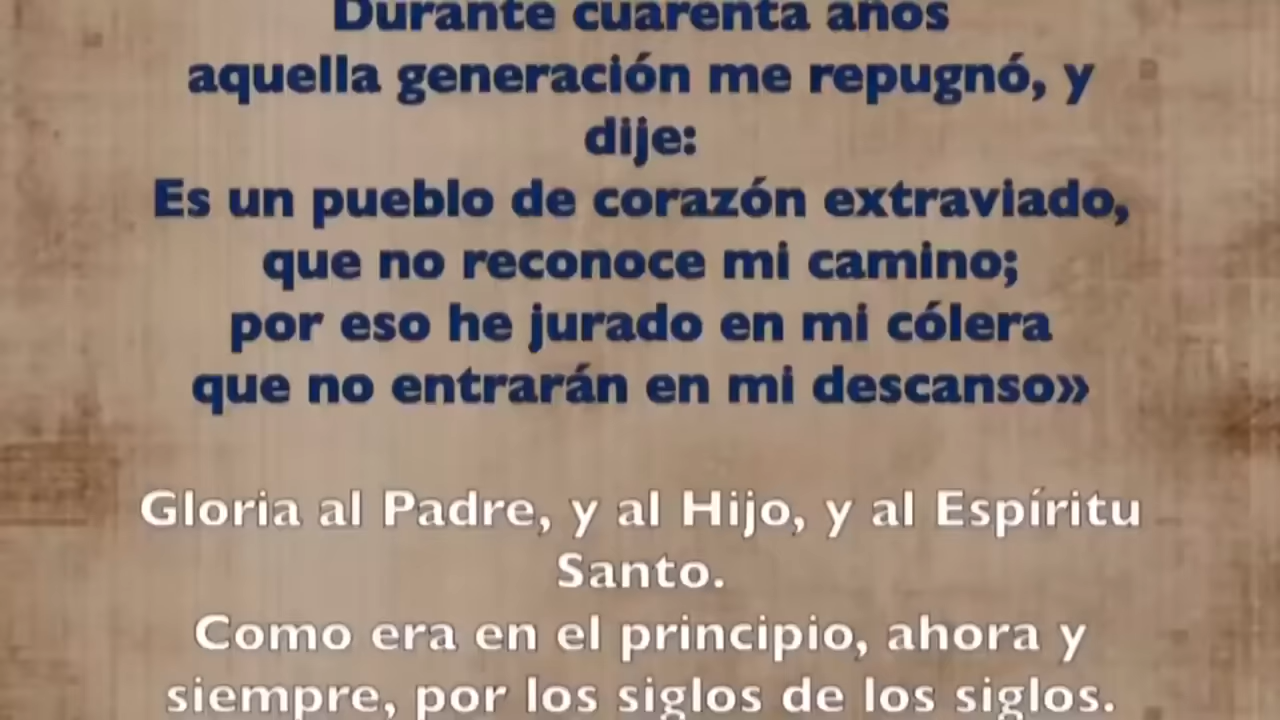 Durante cuarenta años
aquella generación me repugnó, y
dije:
Es un pueblo de corazón extraviado,
que no reconoce mi camino;
por eso he jurado en mi cólera
que no entrarán en mi descanso»
Gloria al Padre, y al Hijo, y al Espíritu
Santo.
Como era en el principio, ahora y
siempre, por los siglos de los siglos.